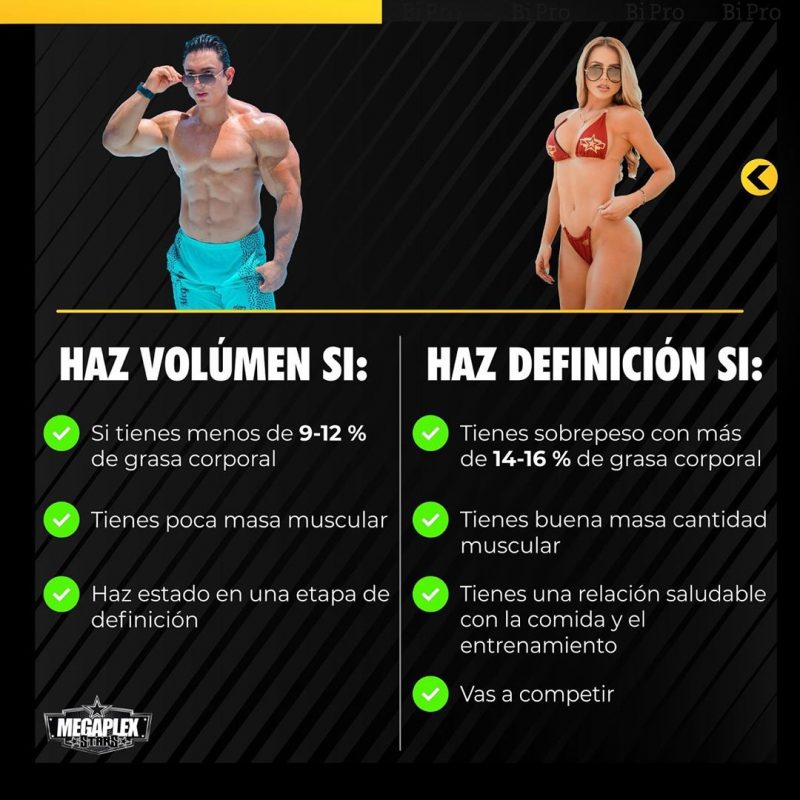 BiPro BiPro BiPro BiPro
HAZ VOLÚMEN SI:
Si tienes menos de 9-12 %
de grasa corporal
Tienes poca masa muscular
Haz estado en una etapa de
definición
HAZ DEFINICIÓN SI:
Tienes sobrepeso con más
de 14-16 % de grasa corporal
Tienes buena masa cantidad
muscular
Tienes una relación saludable
con la comida y el
entrenamiento
Vas a competir
MEGAPLEX
STARS